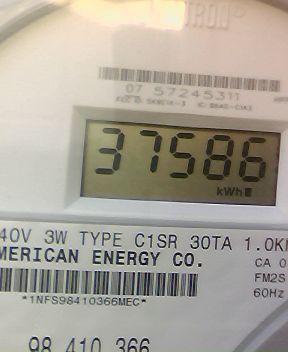 07 57245311
37586
kWh
40V 3W TYPE C1SR 30TA 1.0K
MERICAN ENERGY CO.
CA 0
FM2S
60Hz
*1NFS98410366MEC*
98 410 366